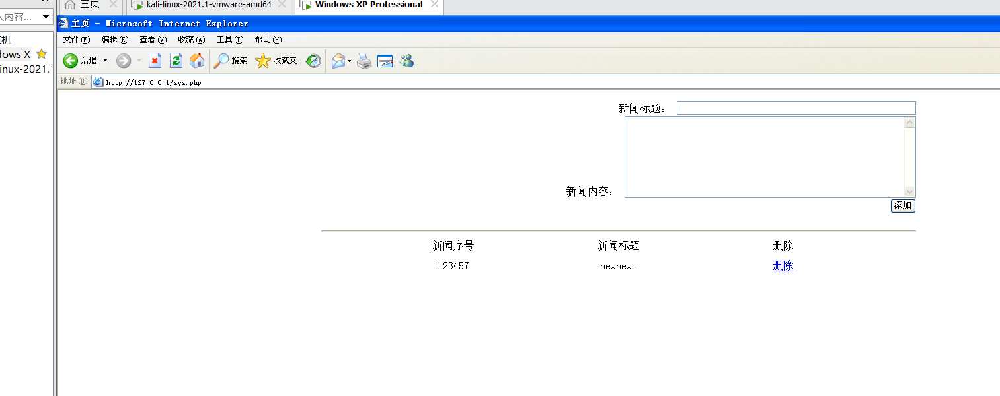 主页 kali-linux-2021.1-vmware-amd64 Windows XP Professional
内容...
主页 - Microsoft Internet Explorer
机
文件(F) 编辑(E) 查看(V) 收藏(A) 工具(T) 帮助(H)
dows X
后退 搜索 收藏夹
inux-2021.
地址(D) http://127.0.0.1/sys.php
新闻标题：
新闻内容：
添加
新闻序号 新闻标题 删除
123457 newnews 删除